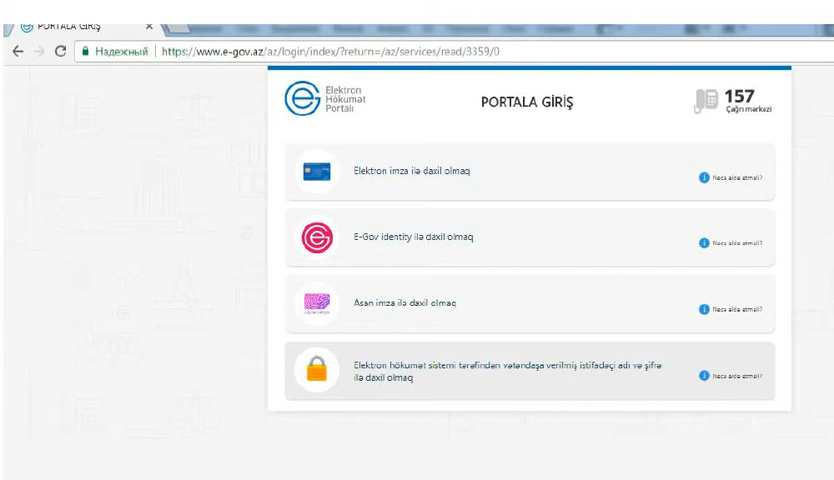 PORTALA GİRİŞ
Надежный https://www.e-gov.az/az/login/index/?return=/az/services/read/3359/0
Elektron
Hökumət
Portalı
PORTALA GİRİŞ
157
Çağrı mərkəzi
Elektron imza ilə daxil olmaq
Necə əldə etməli?
E-Gov identity ilə daxil olmaq
Necə əldə etməli?
Asan imza ilə daxil olmaq
Necə əldə etməli?
Elektron hökumət sistemi tərəfindən vətəndaşa verilmiş istifadəçi adı və şifrə
ilə daxil olmaq
Necə əldə etməli?